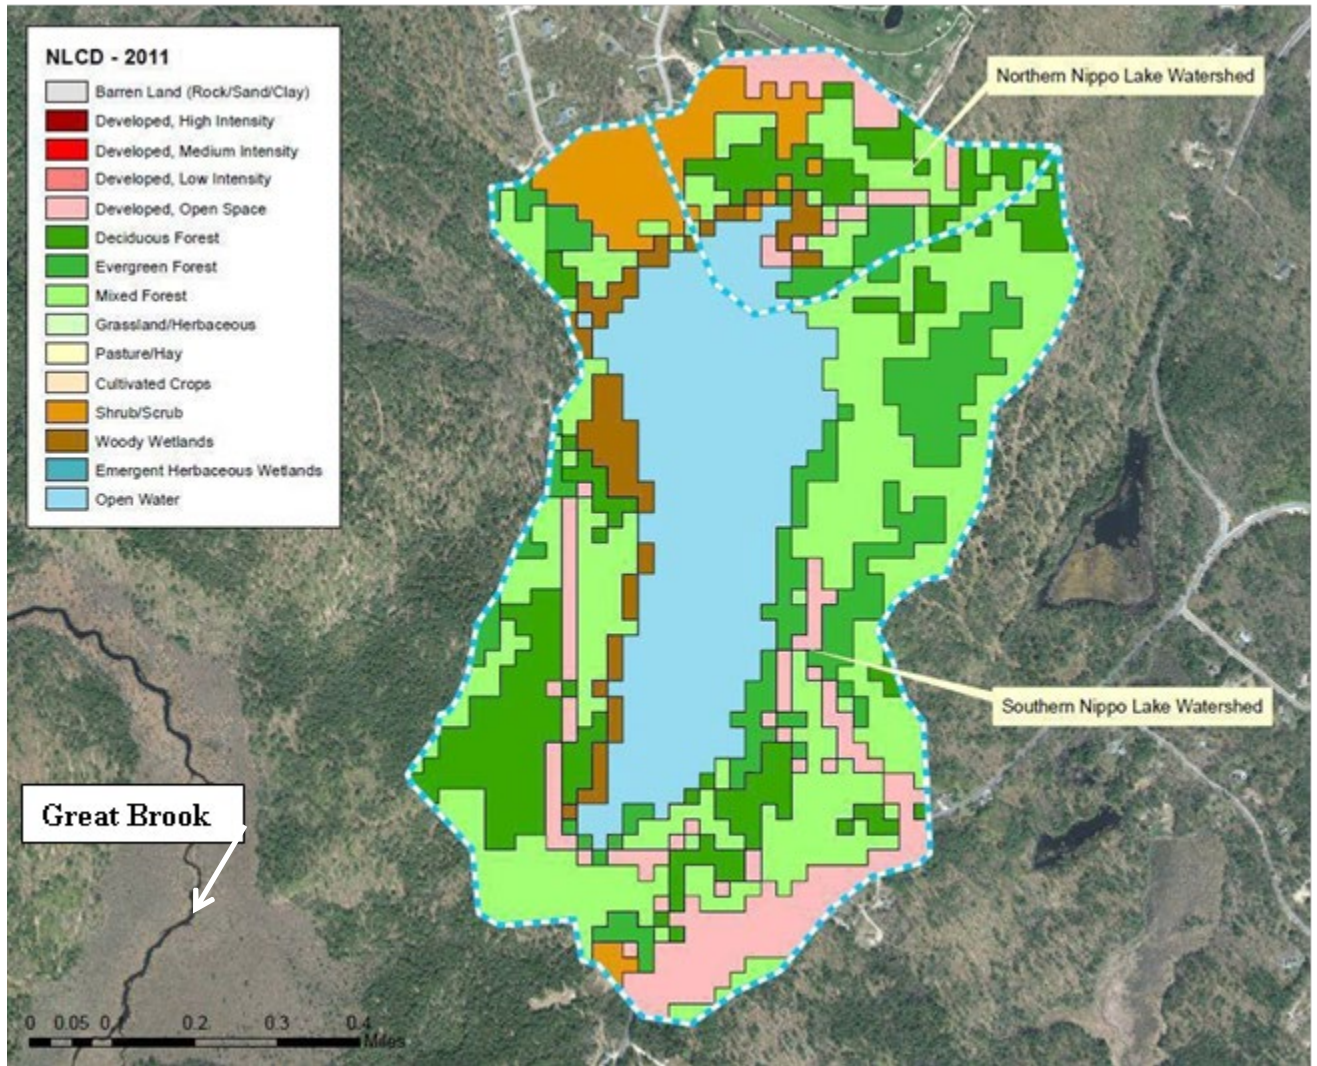 NLCD - 2011
Barren Land (Rock/Sand/Clay)
Developed, High Intensity
Developed, Medium Intensity
Developed, Low Intensity
Developed, Open Space
Deciduous Forest
Evergreen Forest
Mixed Forest
Grassland/Herbaceous
Pasture/Hay
Cultivated Crops
Shrub/Scrub
Woody Wetlands
Emergent Herbaceous Wetlands
Open Water
Northern Nippo Lake Watershed
Southern Nippo Lake Watershed
Great Brook
0 0.05 0.1 0.2 0.3 0.4
Miles